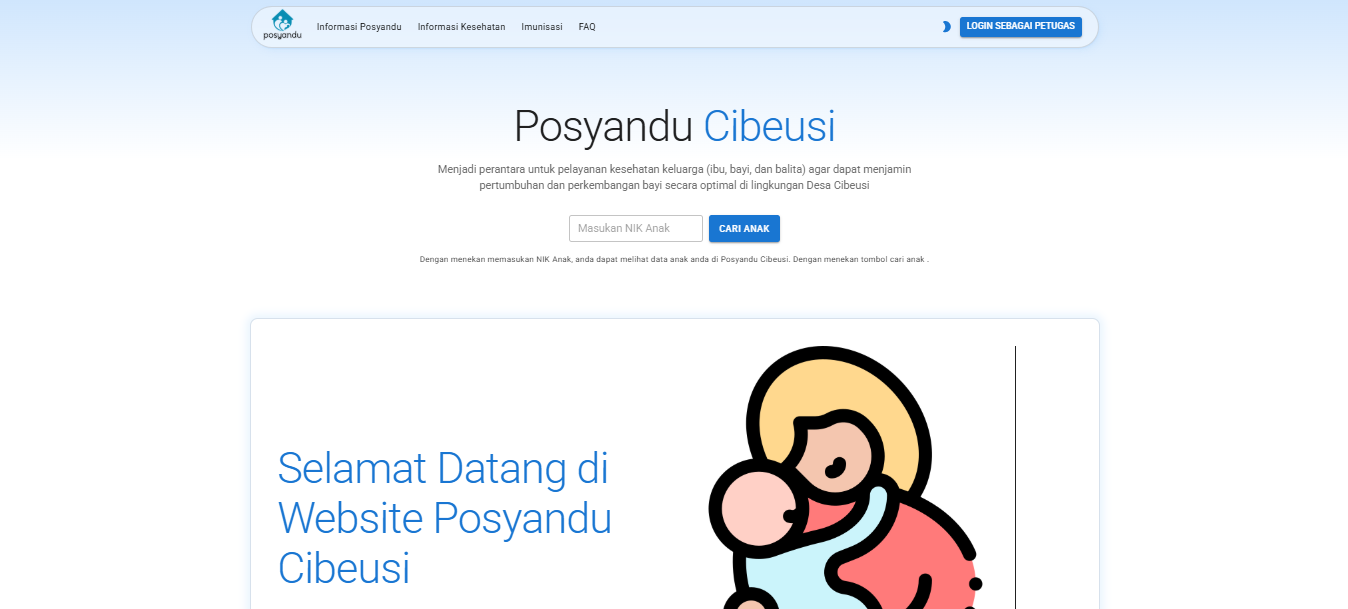 posyandu
Informasi Posyandu
Informasi Kesehatan
Imunisasi
FAQ
LOGIN SEBAGAI PETUGAS
Posyandu Cibeusi
Menjadi perantara untuk pelayanan kesehatan keluarga (ibu, bayi, dan balita) agar dapat menjamin
pertumbuhan dan perkembangan bayi secara optimal di lingkungan Desa Cibeusi
Masukan NIK Anak
CARI ANAK
Dengan menekan memasukan NIK Anak, anda dapat melihat data anak anda di Posyandu Cibeusi. Dengan menekan tombol cari anak .
Selamat Datang di
Website Posyandu
Cibeusi